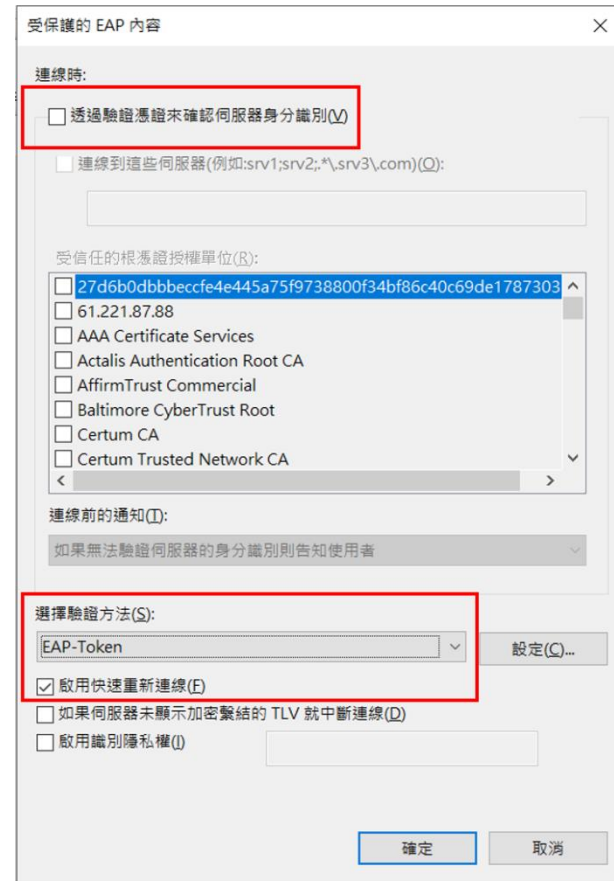 受保護的 EAP 內容
連線時:
透過驗證憑證來確認伺服器身分識別(V)
連線到這些伺服器(例如:srv1;srv2;.*\.srv3\.com)(O):
受信任的根憑證授權單位(R):
27d6b0dbbbeccfe4e445a75f9738800f34bf86c40c69de1787303
61.221.87.88
AAA Certificate Services
Actalis Authentication Root CA
AffirmTrust Commercial
Baltimore CyberTrust Root
Certum CA
Certum Trusted Network CA
連線前的通知(T):
如果無法驗證伺服器的身分識別則告知使用者
選擇驗證方法(S):
EAP-Token 設定(C)...
啟用快速重新連線(F)
如果伺服器未顯示加密繫結的 TLV 就中斷連線(D)
啟用識別隱私權(I)
確定 取消